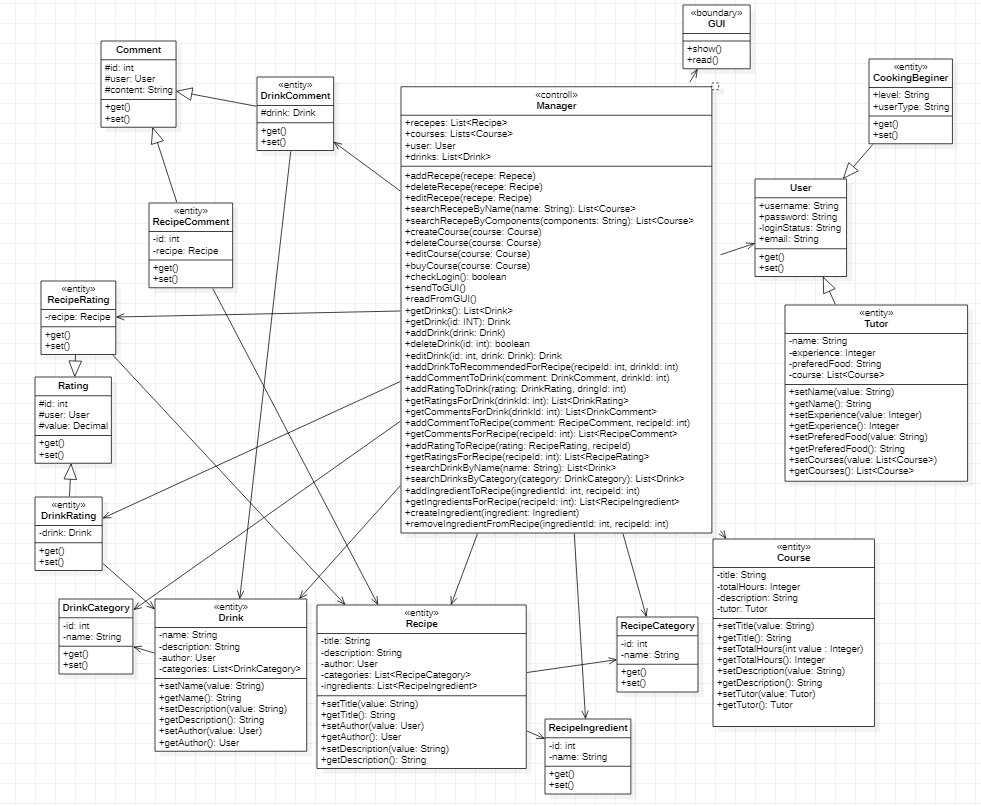 «boundary»
GUI
+show()
+read()
Comment
#id: int
#user: User
#content: String
+get()
+set()
«entity»
DrinkComment
#drink: Drink
+get()
+set()
«entity»
CookingBeginer
+level: String
+userType: String
+get()
+set()
«controll»
Manager
+recepes: List<Recipe>
+courses: Lists<Course>
+user: User
+drinks: List<Drink>
+addRecepe(recepe: Repece)
+deleteRecepe(recepe: Recipe)
+editRecepe(recepe: Recipe)
+searchRecepeByName(name: String): List<Course>
+searchRecepeByComponents(components: String): List<Course>
+createCourse(course: Course)
+deleteCourse(course: Course)
+editCourse(course: Course)
+buyCourse(course: Course)
+checkLogin(): boolean
+sendToGUI()
+readFromGUI()
+getDrinks(): List<Drink>
+getDrink(id: INT): Drink
+addDrink(drink: Drink)
+deleteDrink(id: int): boolean
+editDrink(id: int, drink: Drink): Drink
+addDrinkToRecommendedForRecipe(recipeId: int, drinkId: int)
+addCommentToDrink(comment: DrinkComment, drinkId: int)
+addRatingToDrink(rating: DrinkRating, dringId: int)
+getRatingsForDrink(drinkId: int): List<DrinkRating>
+getCommentsForDrink(drinkId: int): List<DrinkComment>
+addCommentToRecipe(comment: RecipeComment, recipeId: int)
+getCommentsForRecipe(recipeId: int): List<RecipeComment>
+addRatingToRecipe(rating: RecipeRating, recipeId)
+getRatingsForRecipe(recipeId: int): List<RecipeRating>
+searchDrinkByName(name: String): List<Drink>
+searchDrinksByCategory(category: DrinkCategory): List<Drink>
+addIngredientToRecipe(ingredientId: int, recipeId: int)
+getIngredientsForRecipe(recipeId: int): List<RecipeIngredient>
+createIngredient(ingredient: Ingredient)
+removeIngredientFromRecipe(ingredientId: int, recipeId: int)
User
+username: String
+password: String
-loginStatus: String
+email: String
+get()
+set()
«entity»
RecipeComment
-id: int
-recipe: Recipe
+get()
+set()
«entity»
RecipeRating
-recipe: Recipe
+get()
+set()
«entity»
Tutor
-name: String
-experience: Integer
-preferedFood: String
-course: List<Course>
+setName(value: String)
+getName(): String
+setExperience(value: Integer)
+getExperience(): Integer
+setPreferedFood(value: String)
+getPreferedFood(): String
+setCourses(value: List<Course>)
+getCourses(): List<Course>
Rating
#id: int
#user: User
#value: Decimal
+get()
+set()
«entity»
DrinkRating
-drink: Drink
+get()
+set()
«entity»
Course
-title: String
-totalHours: Integer
-description: String
-tutor: Tutor
+setTitle(value: String)
+getTitle(): String
+setTotalHours(int value : Integer)
+getTotalHours(): Integer
+setDescription(value: String)
+getDescription(): String
+setTutor(value: Tutor)
+getTutor(): Tutor
DrinkCategory
-id: int
-name: String
+get()
+set()
«entity»
Drink
-name: String
-description: String
-author: User
-categories: List<DrinkCategory>
+setName(value: String)
+getName(): String
+setDescription(value: String)
+getDescription(): String
+setAuthor(value: User)
+getAuthor(): User
«entity»
Recipe
-title: String
-description: String
-author: User
-categories: List<RecipeCategory>
-ingredients: List<RecipeIngredient>
+setTitle(value: String)
+getTitle(): String
+setAuthor(value: User)
+getAuthor(): User
+setDescription(value: String)
+getDescription(): String
RecipeCategory
-id: int
-name: String
+get()
+set()
RecipeIngredient
-id: int
-name: String
+get()
+set()